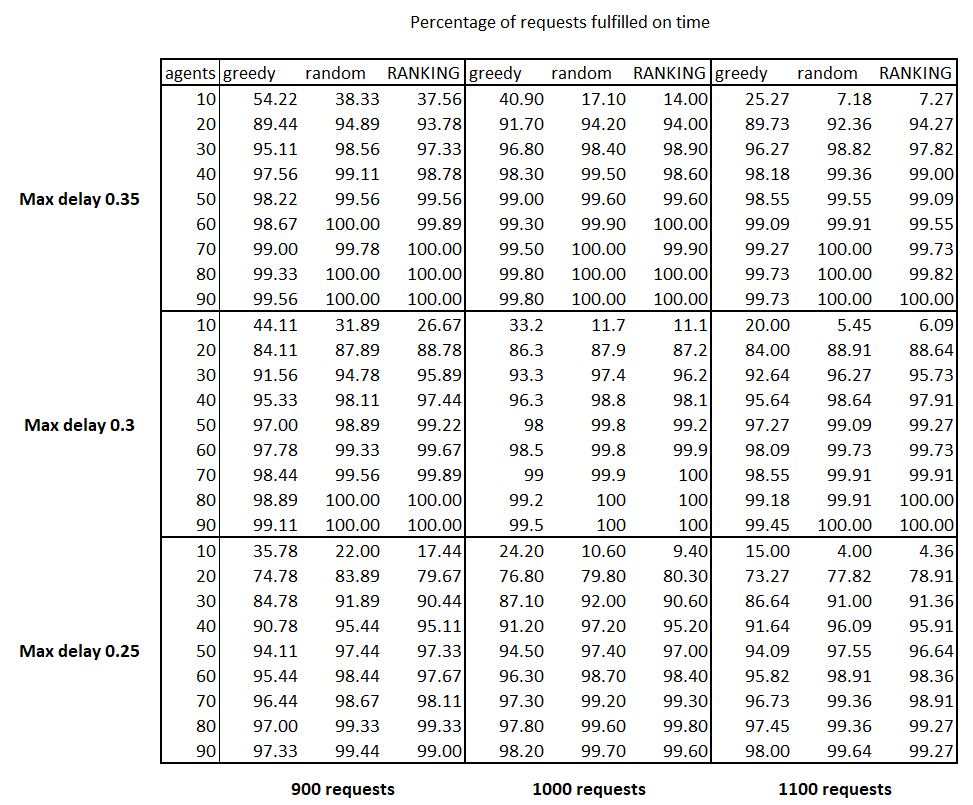 Percentage of requests fulfilled on time
agents greedy random RANKING greedy random RANKING greedy random RANKING
10 54.22 38.33 37.56 40.90 17.10 14.00 25.27 7.18 7.27
20 89.44 94.89 93.78 91.70 94.20 94.00 89.73 92.36 94.27
30 95.11 98.56 97.33 96.80 98.40 98.90 96.27 98.82 97.82
Max delay 0.35 40 97.56 99.11 98.78 98.30 99.50 98.60 98.18 99.36 99.00
50 98.22 99.56 99.56 99.00 99.60 99.60 98.55 99.55 99.09
60 98.67 100.00 99.89 99.30 99.90 100.00 99.09 99.91 99.55
70 99.00 99.78 100.00 99.50 100.00 99.90 99.27 100.00 99.73
80 99.33 100.00 100.00 99.80 100.00 100.00 99.73 100.00 99.82
90 99.56 100.00 100.00 99.80 100.00 100.00 99.73 100.00 100.00
10 44.11 31.89 26.67 33.2 11.7 11.1 20.00 5.45 6.09
20 84.11 87.89 88.78 86.3 87.9 87.2 84.00 88.91 88.64
30 91.56 94.78 95.89 93.3 97.4 96.2 92.64 96.27 95.73
40 95.33 98.11 97.44 96.3 98.8 98.1 95.64 98.64 97.91
Max delay 0.3 50 97.00 98.89 99.22 98 99.8 99.2 97.27 99.09 99.27
60 97.78 99.33 99.67 98.5 99.8 99.9 98.09 99.73 99.73
70 98.44 99.56 99.89 99 99.9 100 98.55 99.91 99.91
80 98.89 100.00 100.00 99.2 100 100 99.18 99.91 100.00
90 99.11 100.00 100.00 99.5 100 100 99.45 100.00 100.00
10 35.78 22.00 17.44 24.20 10.60 9.40 15.00 4.00 4.36
20 74.78 83.89 79.67 76.80 79.80 80.30 73.27 77.82 78.91
30 84.78 91.89 90.44 87.10 92.00 90.60 86.64 91.00 91.36
40 90.78 95.44 95.11 91.20 97.20 95.20 91.64 96.09 95.91
Max delay 0.25 50 94.11 97.44 97.33 94.50 97.40 97.00 94.09 97.55 96.64
60 95.44 98.44 97.67 96.30 98.70 98.40 95.82 98.91 98.36
70 96.44 98.67 98.11 97.30 99.20 99.30 96.73 99.36 98.91
80 97.00 99.33 99.33 97.80 99.60 99.80 97.45 99.36 99.27
90 97.33 99.44 99.00 98.20 99.70 99.60 98.00 99.64 99.27
900 requests 1000 requests 1100 requests